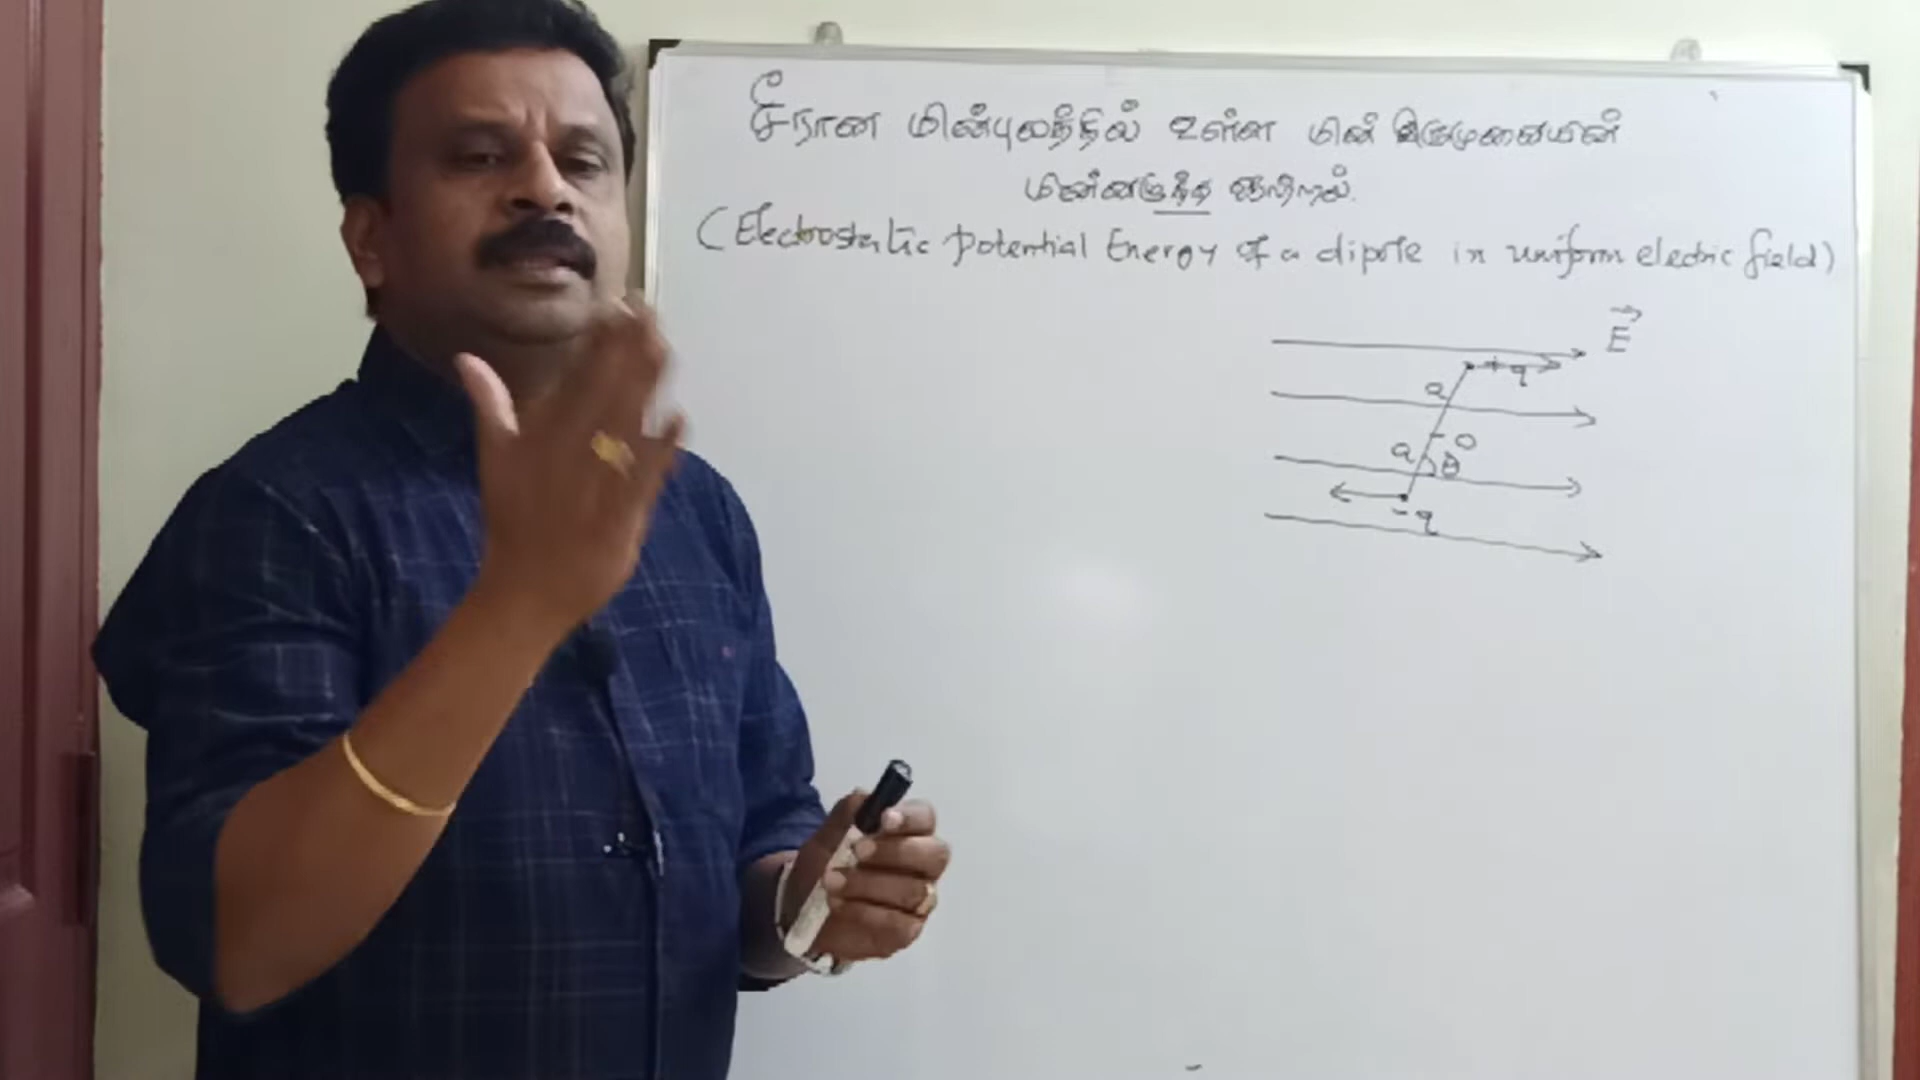 சீரான மின்புலத்தில் உள்ள மின் இருமுனையின்
மின்னழுத்த ஆற்றல்.
(Electrostatic Potential Energy of a dipole in uniform electric field)
E
+q
a
O
a
θ
-q